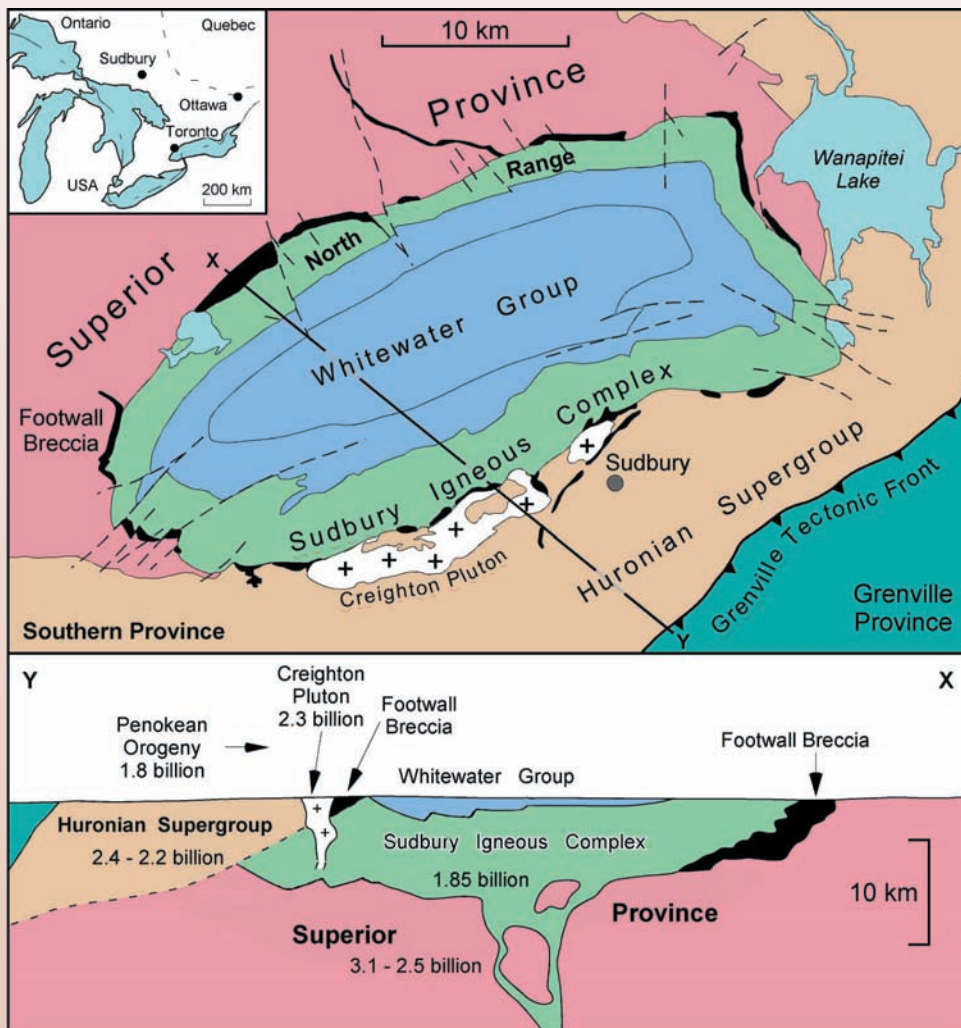 Ontario
Quebec
Sudbury
Ottawa
Toronto
USA
200 km
10 km
Province
Range
North
Superior
X
Wanapitei
Lake
Whitewater Group
Footwall
Breccia
Sudbury Igneous Complex
Sudbury
Creighton Pluton
Huronian Supergroup
Grenville Tectonic Front
Grenville
Province
Southern Province
Y
Y
X
Creighton
Pluton
2.3 billion
Footwall
Breccia
Penokean
Orogeny
1.8 billion
Footwall Breccia
Whitewater Group
Huronian Supergroup
2.4 - 2.2 billion
Sudbury Igneous Complex
1.85 billion
10 km
Superior
Province
3.1 - 2.5 billion